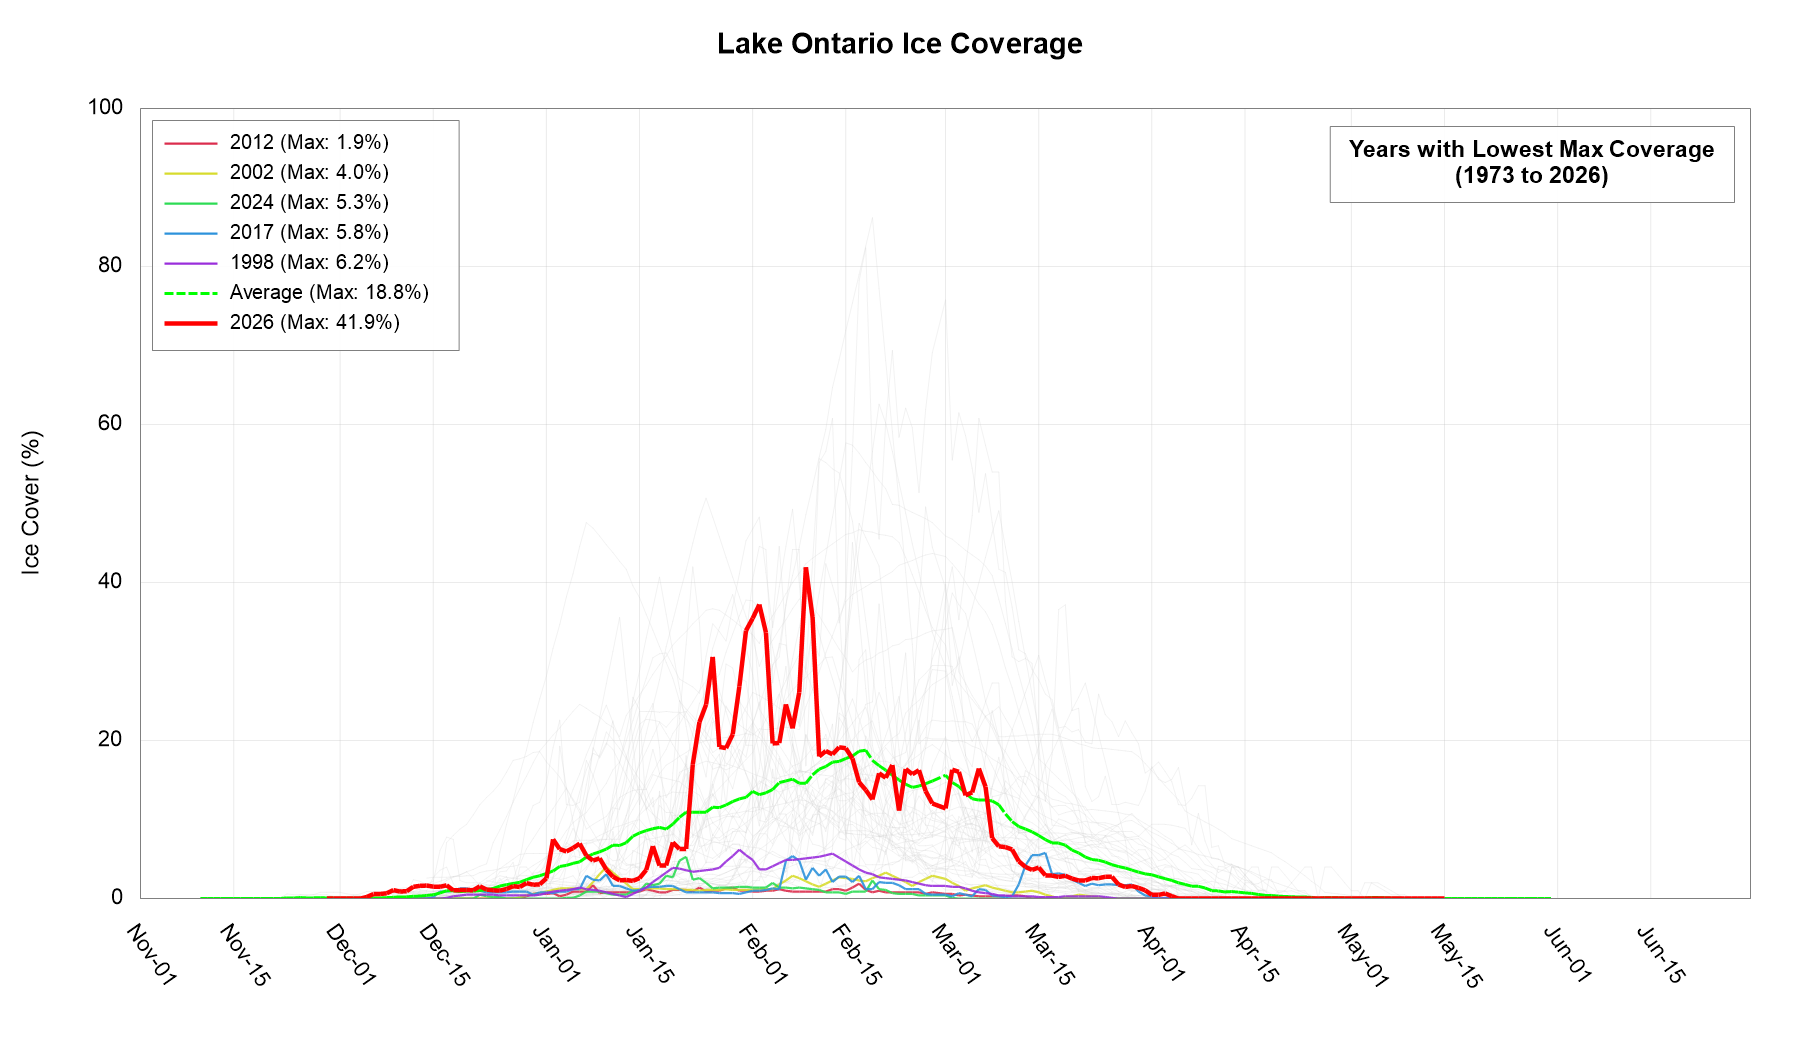 Lake Ontario Ice Coverage
100
80
60
40
20
0
Ice Cover (%)
2012 (Max: 1.9%)
2002 (Max: 4.0%)
2024 (Max: 5.3%)
2017 (Max: 5.8%)
1998 (Max: 6.2%)
Average (Max: 18.8%)
2026 (Max: 41.9%)
Years with Lowest Max Coverage
(1973 to 2026)
Nov-01
Nov-15
Dec-01
Dec-15
Jan-01
Jan-15
Feb-01
Feb-15
Mar-01
Mar-15
Apr-01
Apr-15
May-01
May-15
Jun-01
Jun-15